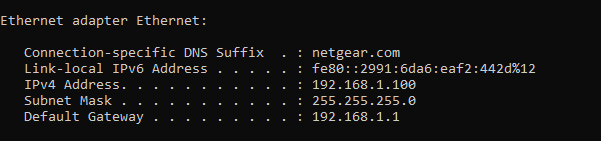 Ethernet adapter Ethernet:
Connection-specific DNS Suffix . : netgear.com
Link-local IPv6 Address . . . . . : fe80::2991:6da6:eaf2:442d%12
IPv4 Address. . . . . . . . . . . : 192.168.1.100
Subnet Mask . . . . . . . . . . . : 255.255.255.0
Default Gateway . . . . . . . . . : 192.168.1.1